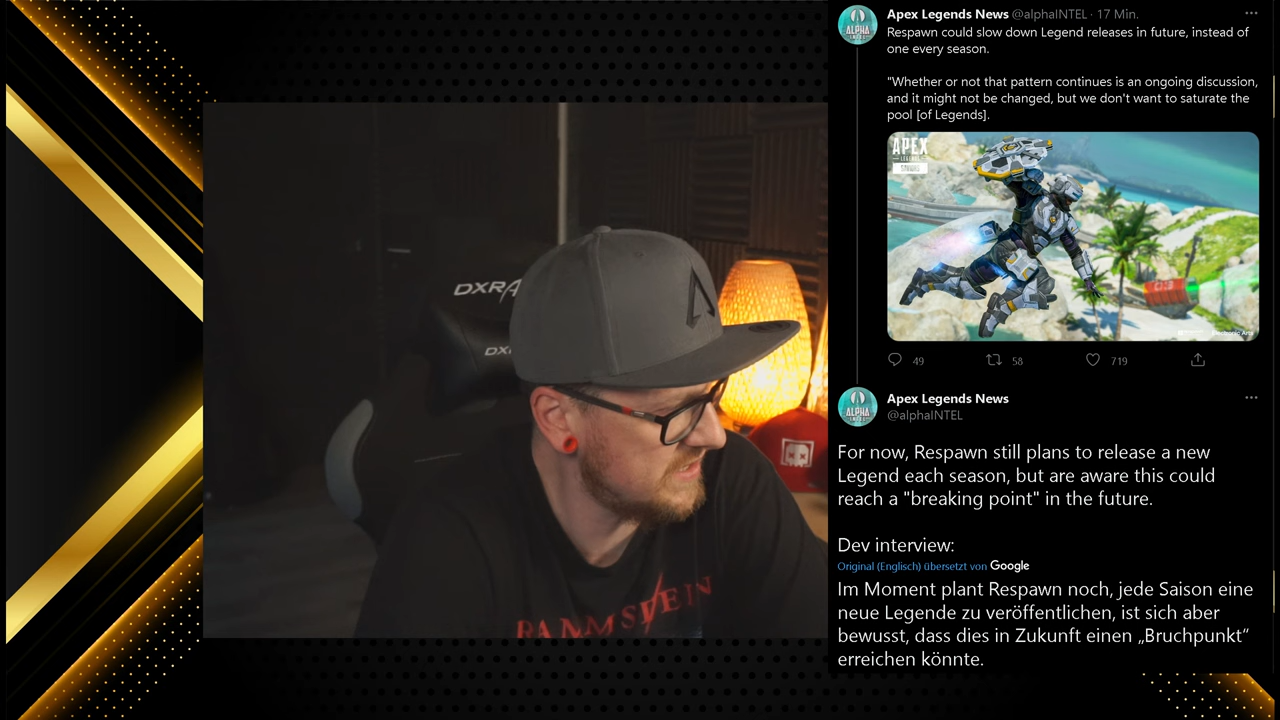 Apex Legends News @alphaINTEL · 17 Min.
Respawn could slow down Legend releases in future, instead of
one every season.
"Whether or not that pattern continues is an ongoing discussion,
and it might not be changed, but we don't want to saturate the
pool [of Legends].
APEX
LEGENDS
49
58
719
Apex Legends News
@alphaINTEL
For now, Respawn still plans to release a new
Legend each season, but are aware this could
reach a "breaking point" in the future.
Dev interview:
Original (Englisch) übersetzt von Google
Im Moment plant Respawn noch, jede Saison eine
neue Legende zu veröffentlichen, ist sich aber
bewusst, dass dies in Zukunft einen „Bruchpunkt“
erreichen könnte.
ALPHA
ALPHA
DXRA
DX
RAMMSTEIN